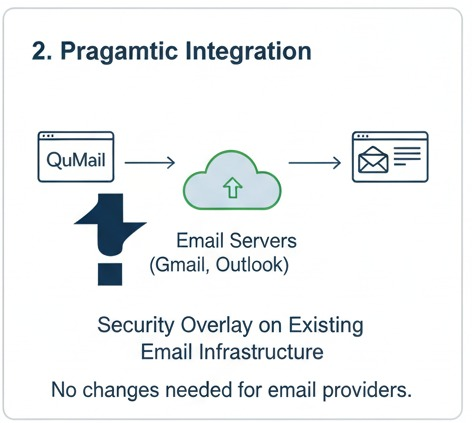 2. Pragamtic Integration
QuMail
Email Servers
(Gmail, Outlook)
Security Overlay on Existing
Email Infrastructure
No changes needed for email providers.